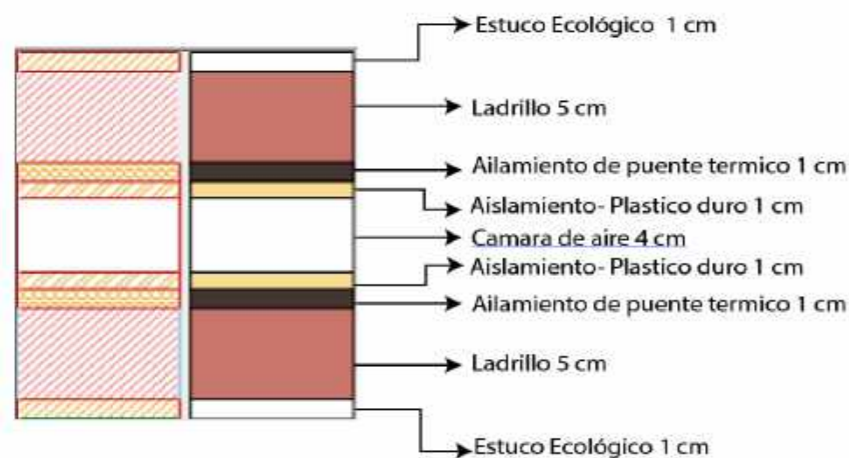 Estuco Ecológico 1 cm
Ladrillo 5 cm
Ailamiento de puente termico 1 cm
Aislamiento- Plastico duro 1 cm
Camara de aire 4 cm
Aislamiento- Plastico duro 1 cm
Ailamiento de puente termico 1 cm
Ladrillo 5 cm
Estuco Ecológico 1 cm